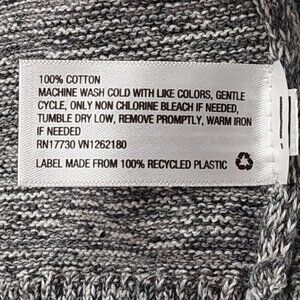 100% COTTON
MACHINE WASH COLD WITH LIKE COLORS, GENTLE
CYCLE, ONLY NON CHLORINE BLEACH IF NEEDED,
TUMBLE DRY LOW, REMOVE PROMPTLY, WARM IRON
IF NEEDED
RN17730 VN1262180
LABEL MADE FROM 100% RECYCLED PLASTIC